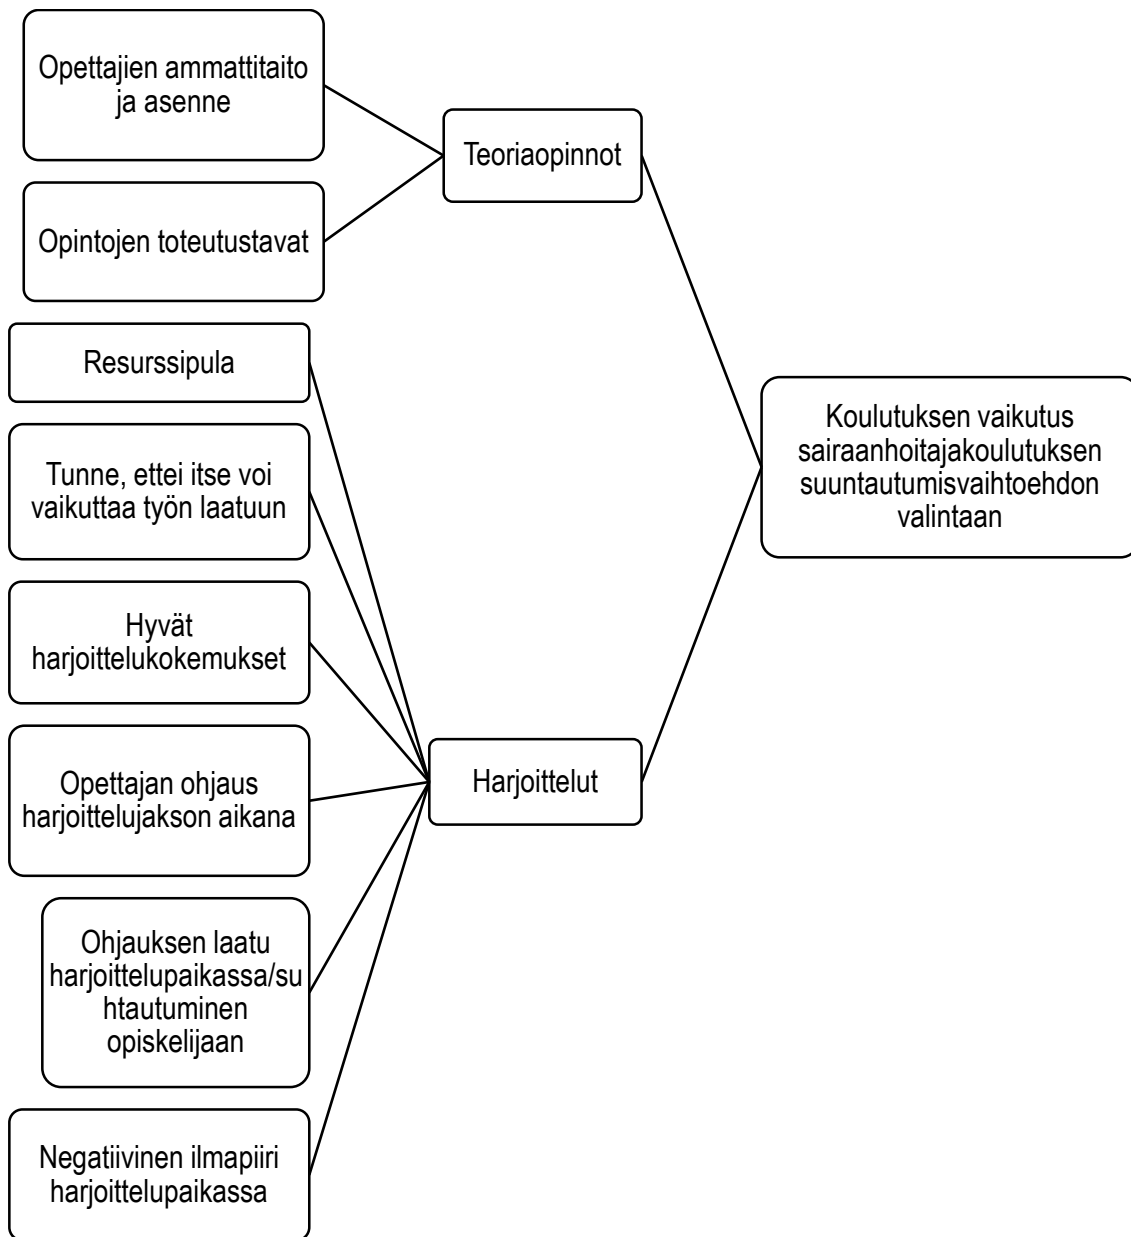 Opettajien ammattitaito
ja asenne
Opintojen toteutustavat
Teoriaopinnot
Resurssipula
Tunne, ettei itse voi
vaikuttaa työn laatuun
Hyvät
harjoittelukokemukset
Opettajan ohjaus
harjoittelujakson aikana
Ohjauksen laatu
harjoittelupaikassa/su
htautuminen
opiskelijaan
Negatiivinen ilmapiiri
harjoittelupaikassa
Harjoittelut
Koulutuksen vaikutus
sairaanhoitajakoulutuksen
suuntautumisvaihtoehdon
valintaan